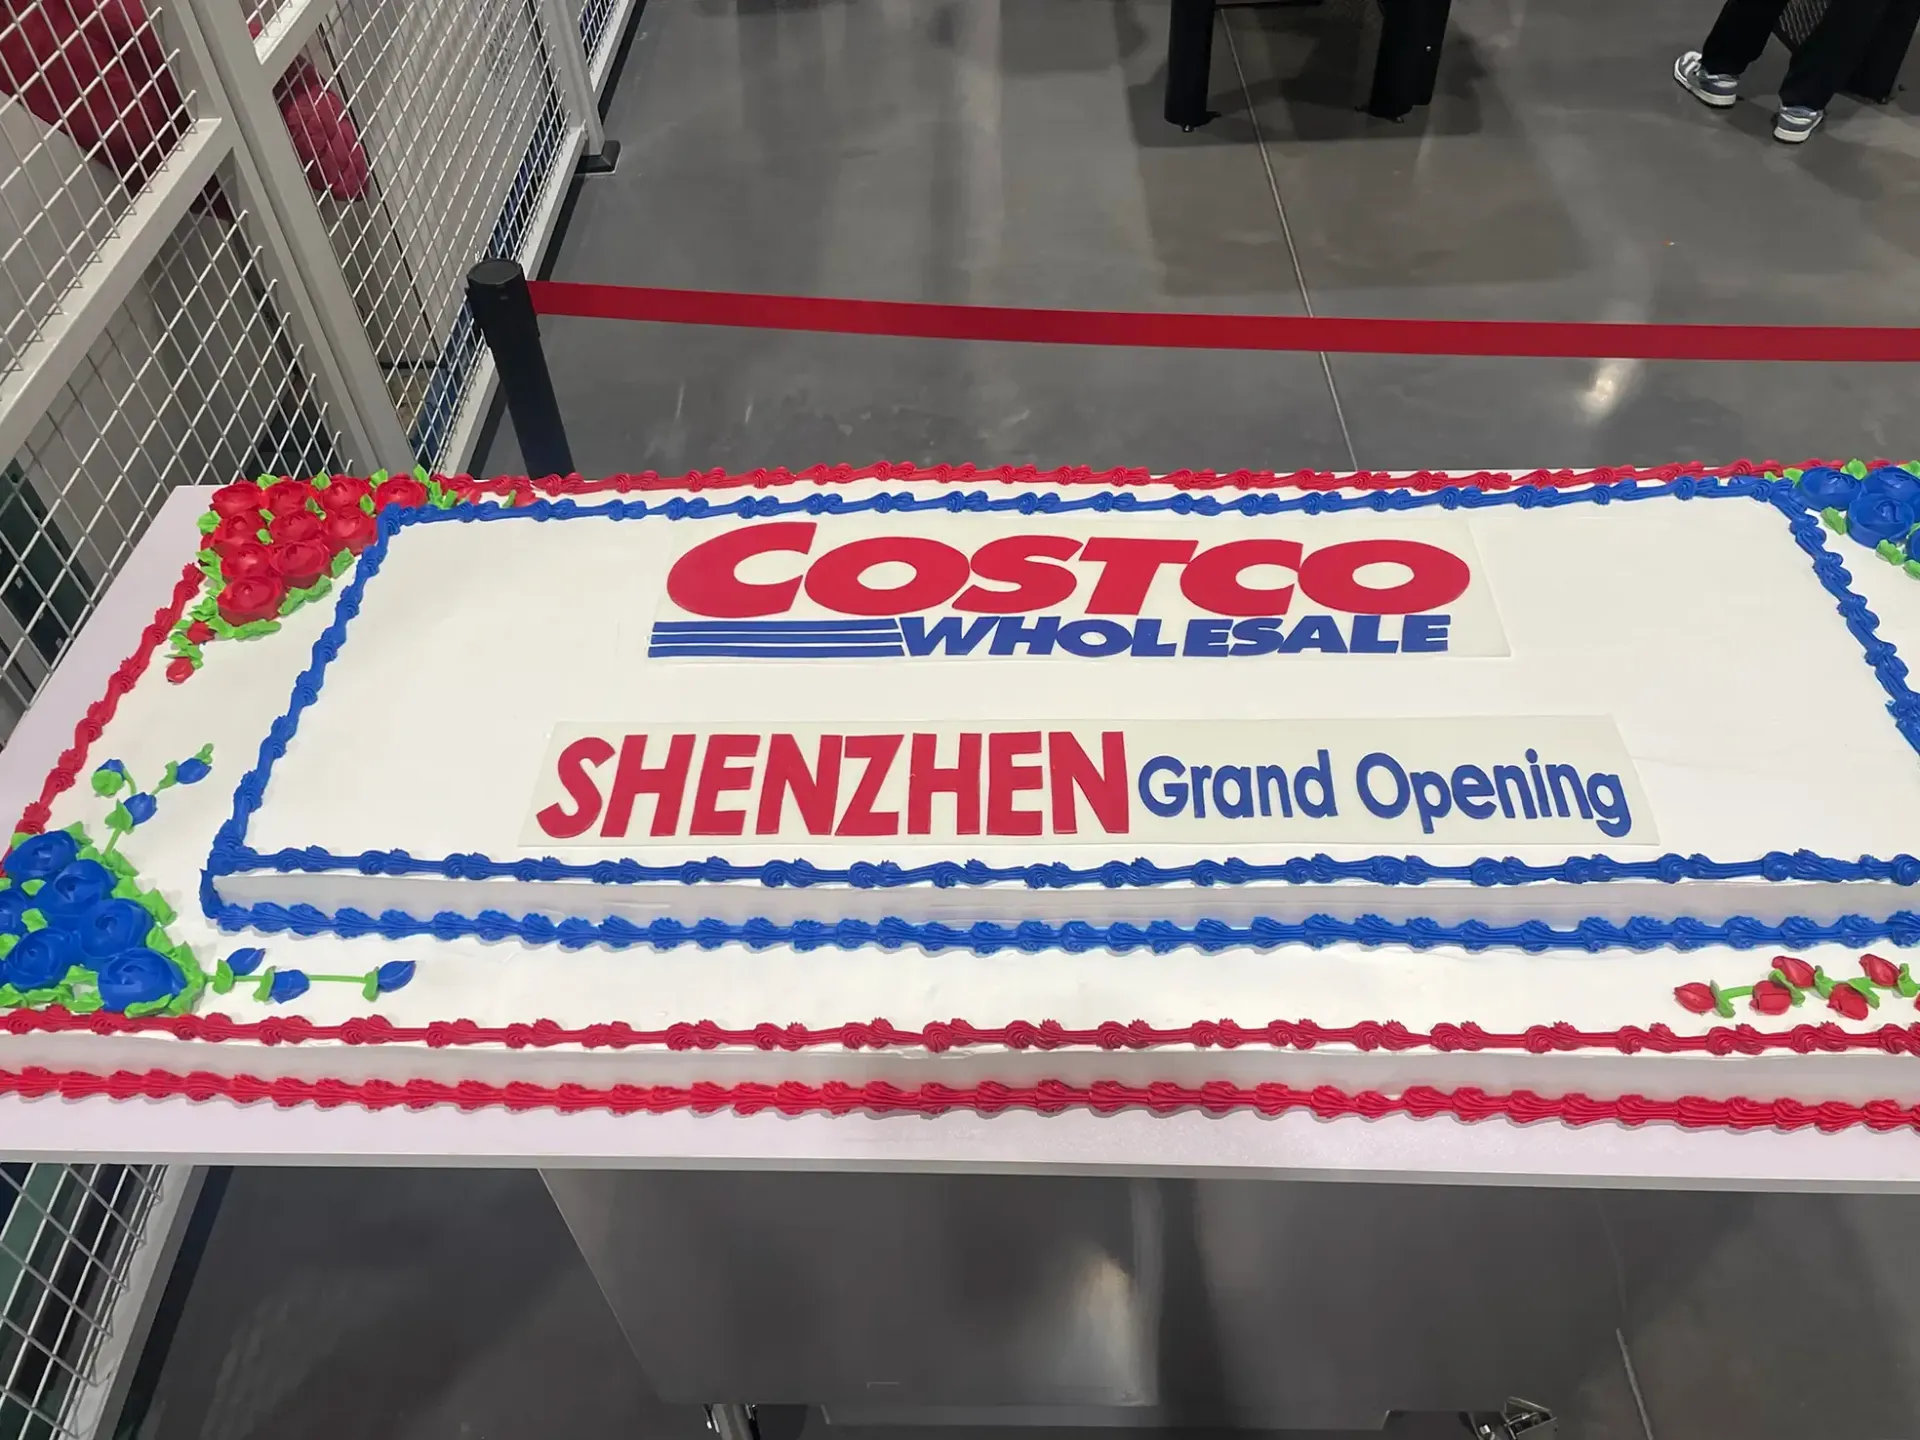 COSTCO
WHOLESALE
SHENZHEN Grand Opening